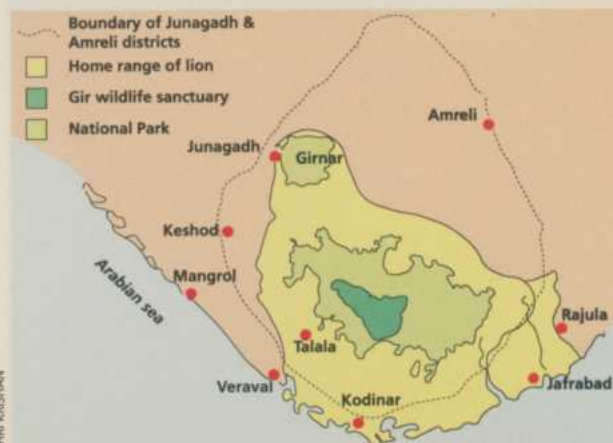 Boundary of Junagadh &
Amreli districts
Home range of lion
Gir wildlife sanctuary
National Park
Amreli
Junagadh
Girnar
Keshod
Arabian sea
Mangrol
Rajula
Talala
Veraval
Jafrabad
Kodinar